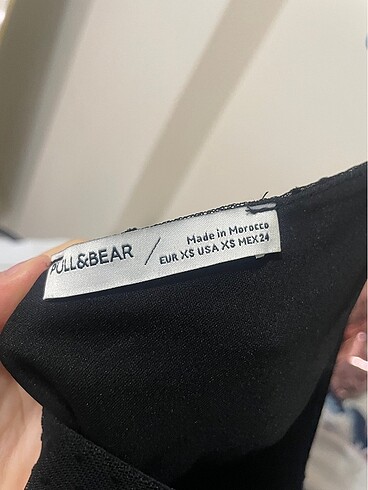 PULL&BEAR /
Made in Morocco
EUR XS USA XS MEX24